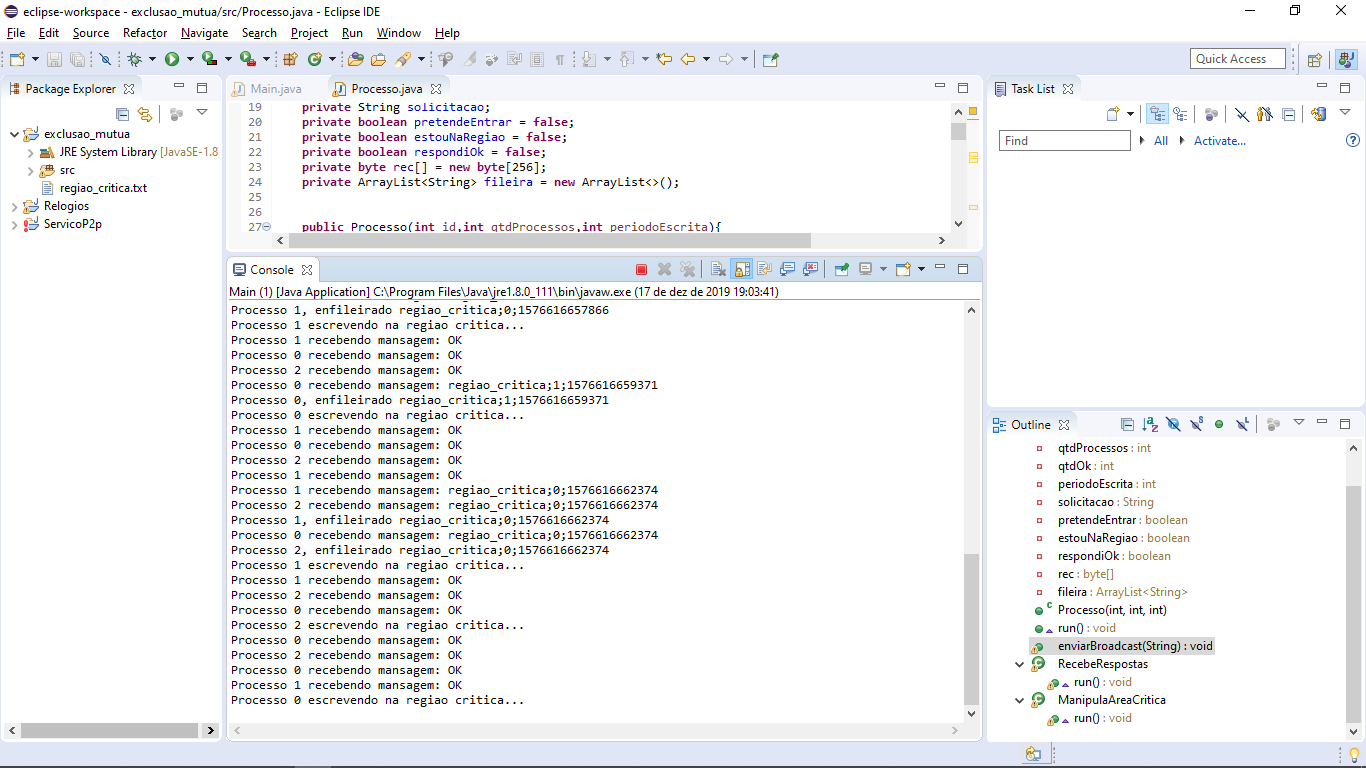 eclipse-workspace - exclusao_mutua/src/Processo.java - Eclipse IDE
File Edit Source Refactor Navigate Search Project Run Window Help
Quick Access
Package Explorer
exclusao_mutua
JRE System Library [JavaSE-1.8
src
regiao_critica.txt
Relogios
ServicoP2p
Main.java
Processo.java
19 private String solicitacao;
20 private boolean pretendeEntrar = false;
21 private boolean estouNaRegiao = false;
22 private boolean respondiOk = false;
23 private byte rec[] = new byte[256];
24 private ArrayList<String> fileira = new ArrayList<>();
25
26
27 public Processo(int id,int qtdProcessos,int periodoEscrita){
Console
Main (1) [Java Application] C:\Program Files\Java\jre1.8.0_111\bin\javaw.exe (17 de dez de 2019 19:03:41)
Processo 1, enfileirado regiao_critica;0;1576616657866
Processo 1 escrevendo na regiao critica...
Processo 1 recebendo mansagem: OK
Processo 0 recebendo mansagem: OK
Processo 2 recebendo mansagem: OK
Processo 0 recebendo mansagem: regiao_critica;1;1576616659371
Processo 0, enfileirado regiao_critica;1;1576616659371
Processo 0 escrevendo na regiao critica...
Processo 1 recebendo mansagem: OK
Processo 0 recebendo mansagem: OK
Processo 2 recebendo mansagem: OK
Processo 1 recebendo mansagem: OK
Processo 1 recebendo mansagem: regiao_critica;0;1576616662374
Processo 2 recebendo mansagem: regiao_critica;0;1576616662374
Processo 1, enfileirado regiao_critica;0;1576616662374
Processo 0 recebendo mansagem: regiao_critica;0;1576616662374
Processo 2, enfileirado regiao_critica;0;1576616662374
Processo 1 escrevendo na regiao critica...
Processo 1 recebendo mansagem: OK
Processo 2 recebendo mansagem: OK
Processo 0 recebendo mansagem: OK
Processo 2 escrevendo na regiao critica...
Processo 0 recebendo mansagem: OK
Processo 2 recebendo mansagem: OK
Processo 0 recebendo mansagem: OK
Processo 1 recebendo mansagem: OK
Processo 0 escrevendo na regiao critica...
Task List
Find
All
Activate...
Outline
qtdProcessos : int
qtdOk : int
periodoEscrita : int
solicitacao : String
pretendeEntrar : boolean
estouNaRegiao : boolean
respondiOk : boolean
rec : byte[]
fileira : ArrayList<String>
Processo(int, int, int)
run() : void
enviarBroadcast(String) : void
RecebeRespostas
run() : void
ManipulaAreaCritica
run() : void